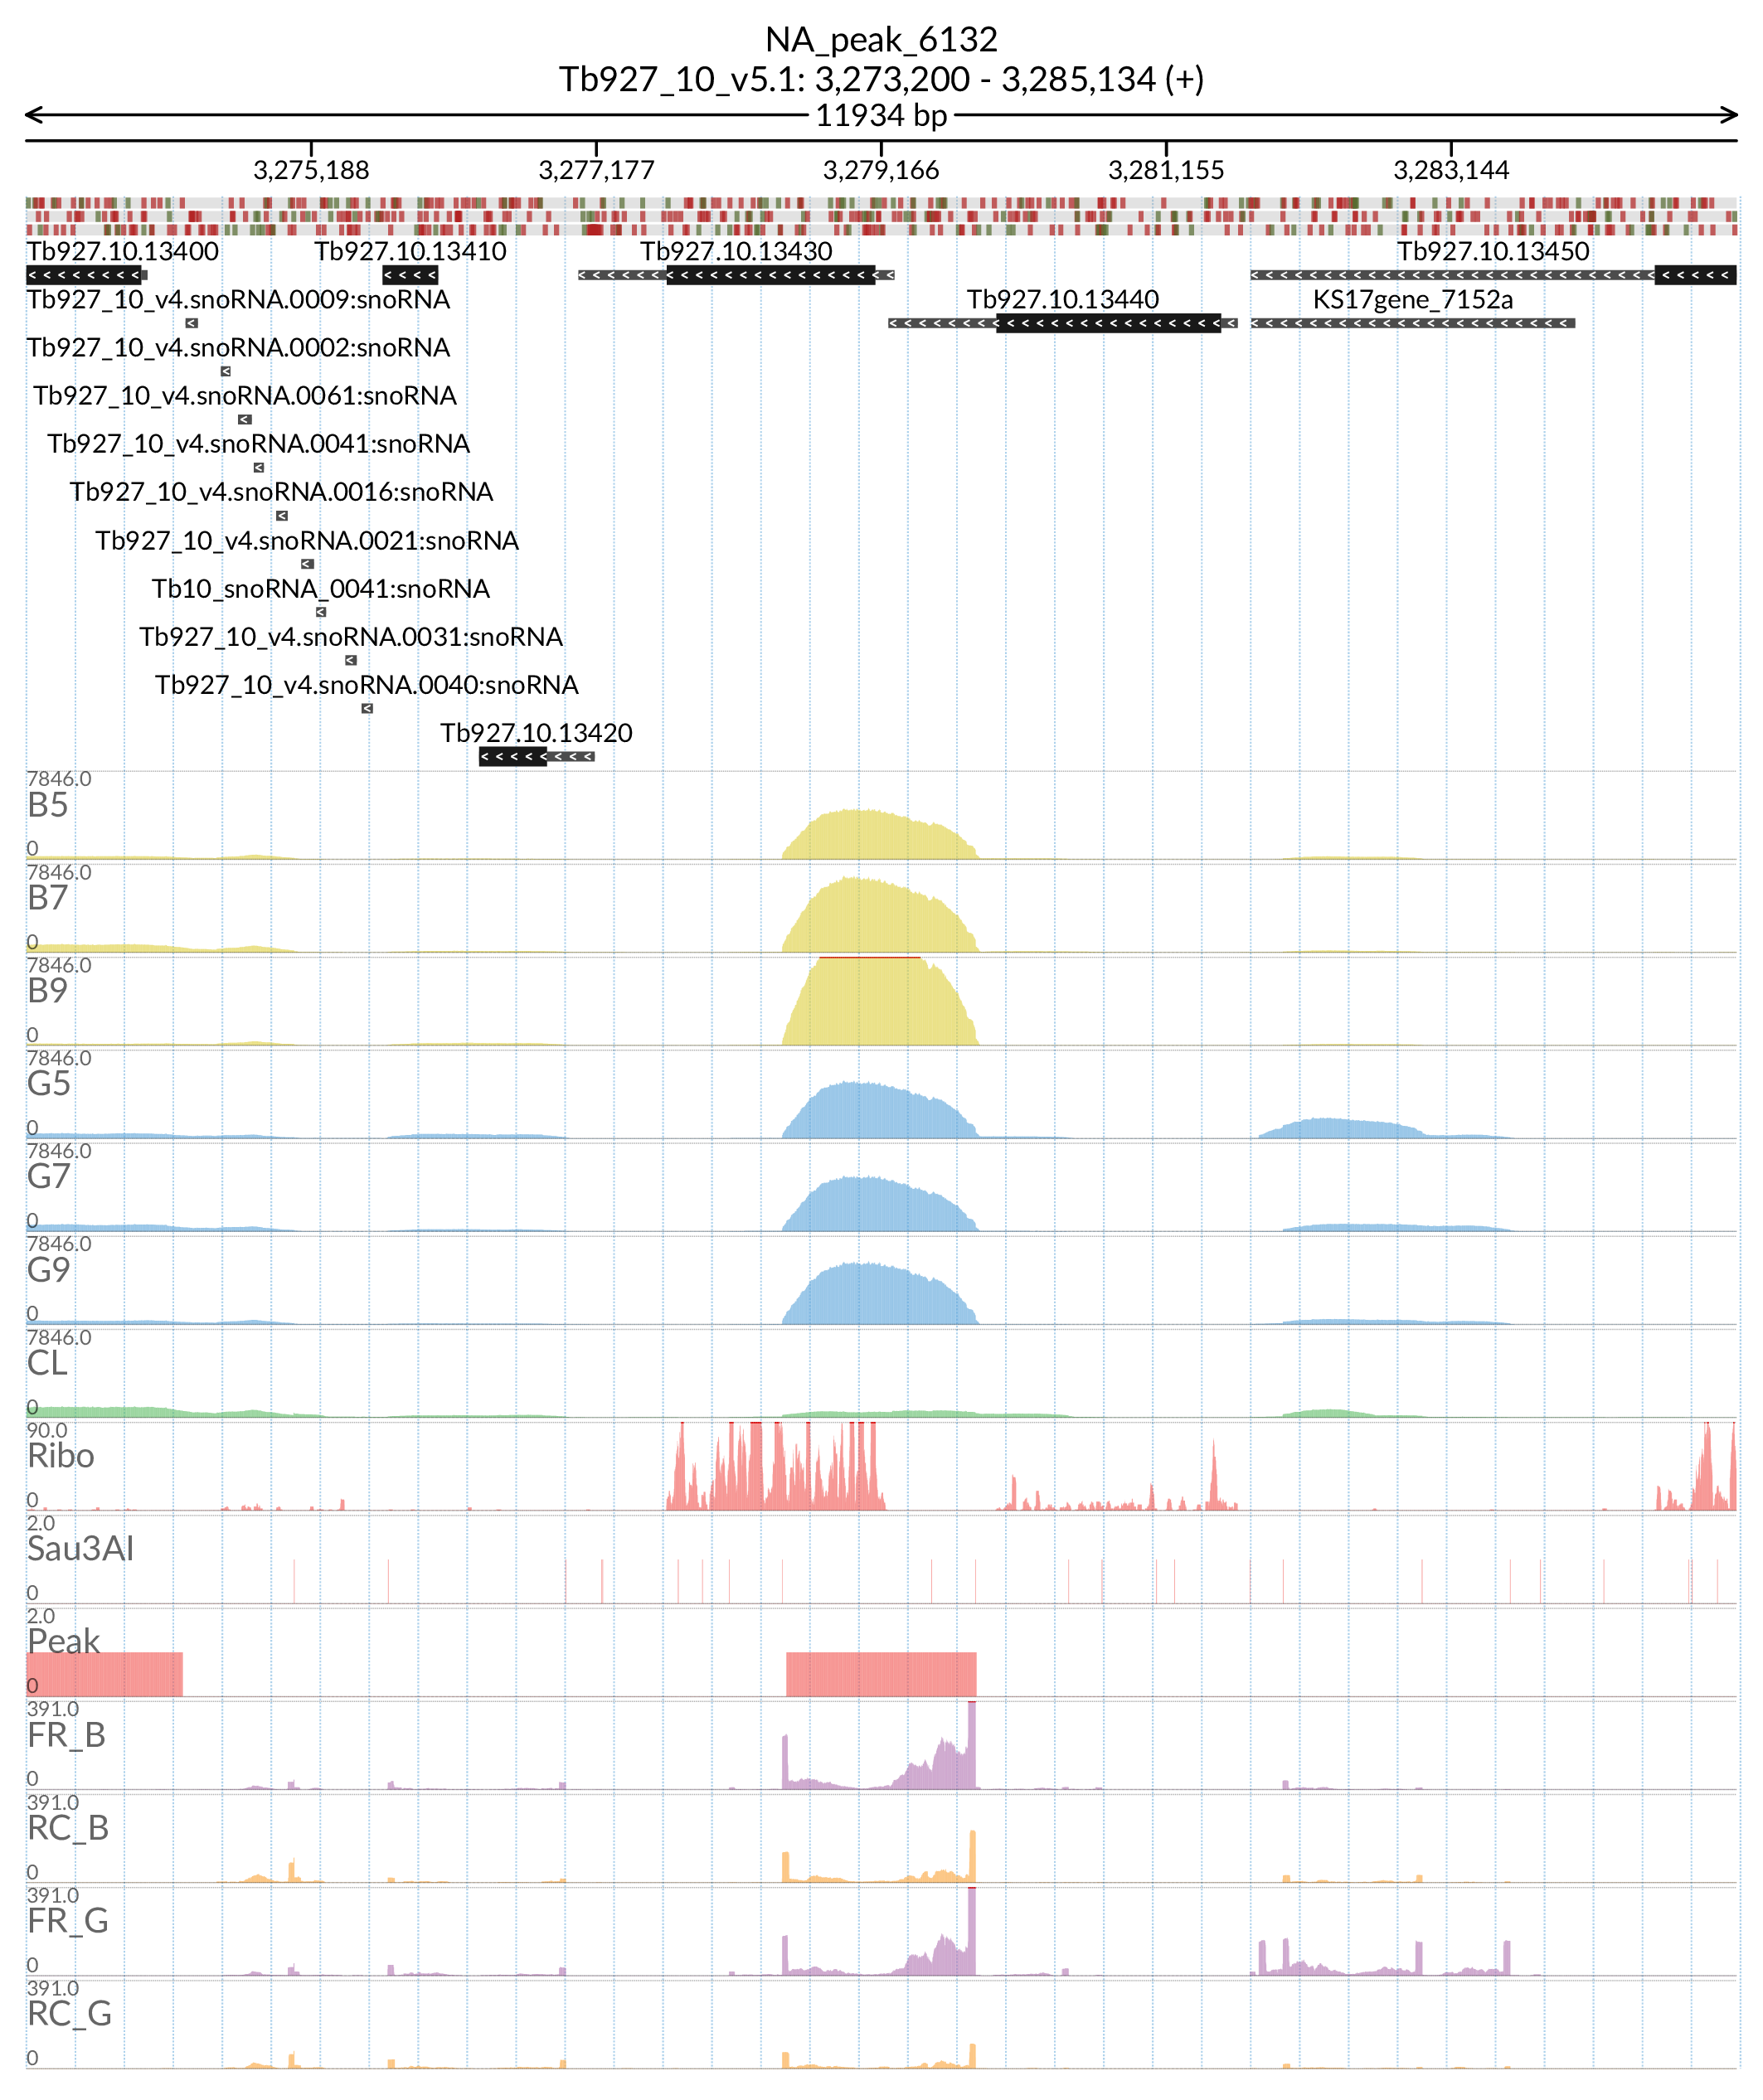 NA_peak_6132
Tb927_10_v5.1: 3,273,200 - 3,285,134 (+)
11934 bp
3,275,188 3,277,177 3,279,166 3,281,155 3,283,144
Tb927.10.13400 Tb927.10.13410 Tb927.10.13430 Tb927.10.13450
Tb927_10_v4.snoRNA.0009:snoRNA Tb927.10.13440 KS17gene_7152a
Tb927_10_v4.snoRNA.0002:snoRNA
Tb927_10_v4.snoRNA.0061:snoRNA
Tb927_10_v4.snoRNA.0041:snoRNA
Tb927_10_v4.snoRNA.0016:snoRNA
Tb927_10_v4.snoRNA.0021:snoRNA
Tb10_snoRNA_0041:snoRNA
Tb927_10_v4.snoRNA.0031:snoRNA
Tb927_10_v4.snoRNA.0040:snoRNA
Tb927.10.13420
7846.0
B5
0
7846.0
B7
0
7846.0
B9
0
7846.0
G5
0
7846.0
G7
0
7846.0
G9
0
7846.0
CL
0
90.0
Ribo
0
2.0
Sau3AI
0
2.0
Peak
0
391.0
FR_B
0
391.0
RC_B
0
391.0
FR_G
0
391.0
RC_G
0